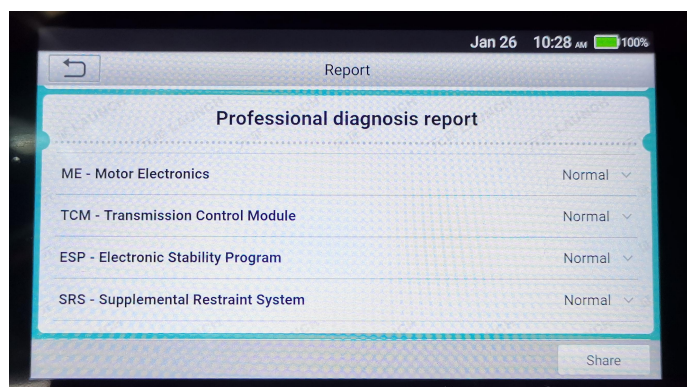 Jan 26 10:28 AM 100%
Report
Professional diagnosis report
ME - Motor Electronics Normal
TCM - Transmission Control Module Normal
ESP - Electronic Stability Program Normal
SRS - Supplemental Restraint System Normal
Share